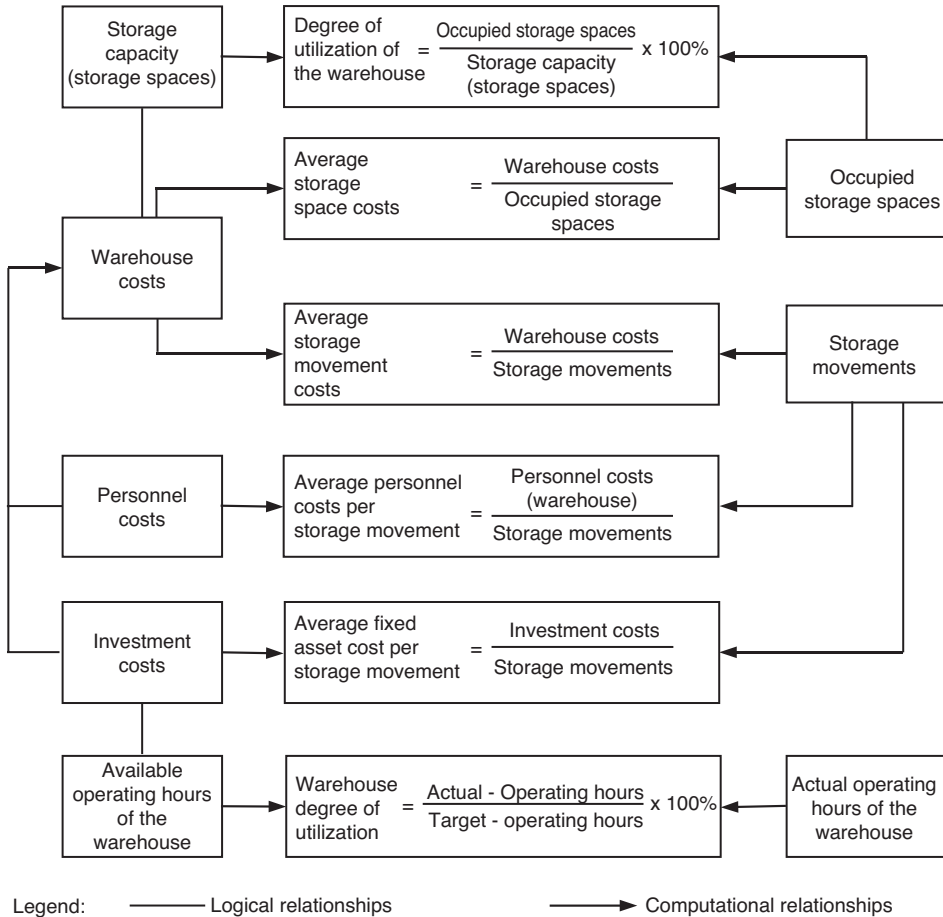 Storage
capacity
(storage spaces)
Degree of
utilization of
the warehouse
= Occupied storage spaces x 100%
Storage capacity
(storage spaces)
Average
storage
space costs
= Warehouse costs
Occupied storage
spaces
Occupied
storage spaces
Warehouse
costs
Average
storage
movement
costs
= Warehouse costs
Storage movements
Storage
movements
Personnel
costs
Average personnel
costs per
storage movement
= Personnel costs
(warehouse)
Storage movements
Investment
costs
Average fixed
asset cost per
storage movement
= Investment costs
Storage movements
Available
operating hours
of the
warehouse
Warehouse
degree of
utilization
= Actual - Operating hours x 100%
Target - operating hours
Actual operating
hours of the
warehouse
Legend: Logical relationships Computational relationships